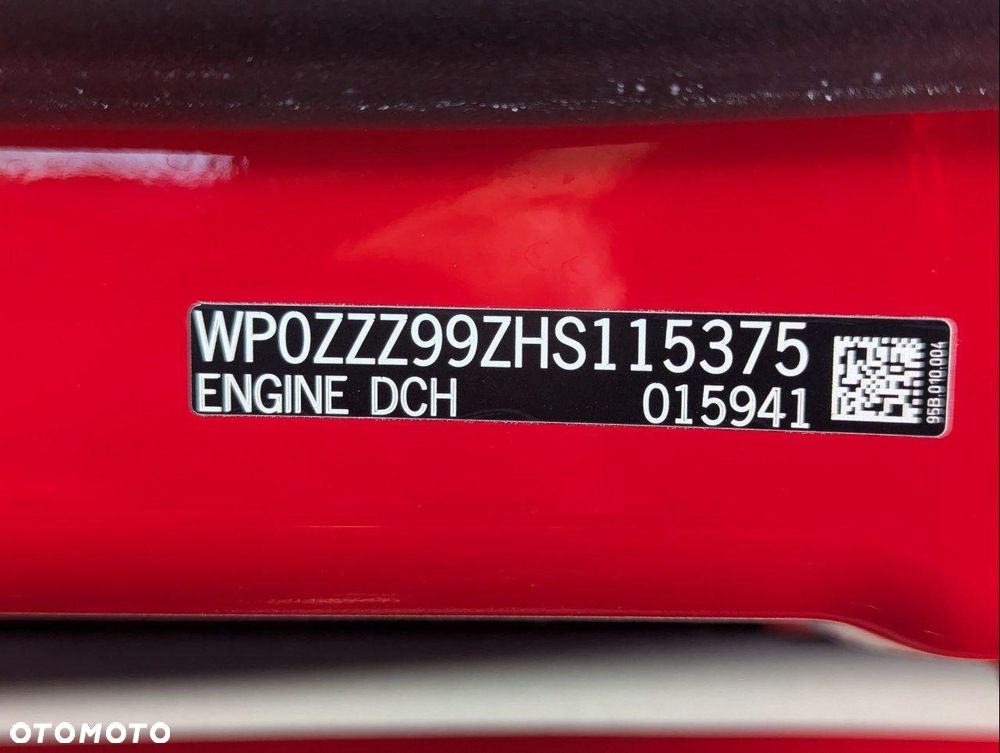 WP0ZZZ99ZHS115375
ENGINE DCH 015941
95B.010.004
OTOMOTO